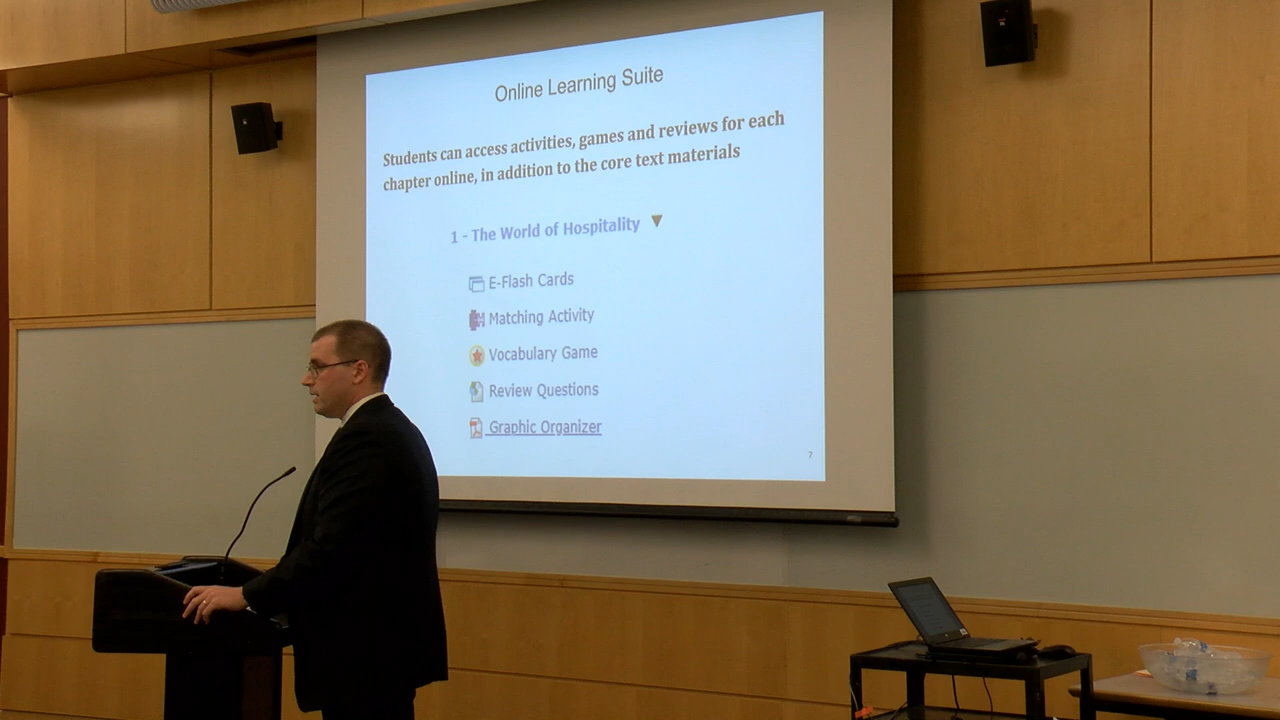 Online Learning Suite
Students can access activities, games and reviews for each
chapter online, in addition to the core text materials
1 - The World of Hospitality
E-Flash Cards
Matching Activity
Vocabulary Game
Review Questions
Graphic Organizer
7